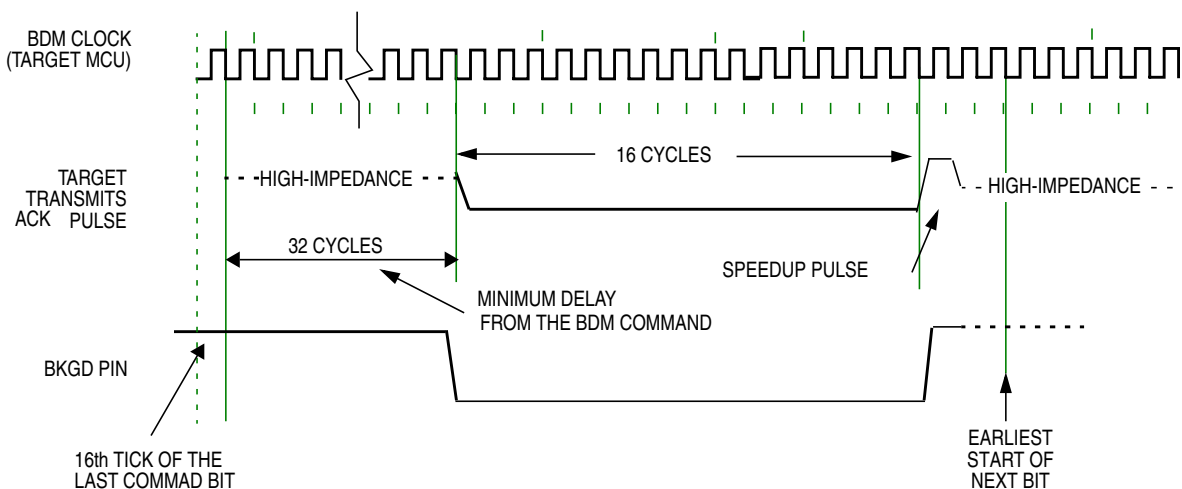 BDM CLOCK
(TARGET MCU)
16 CYCLES
TARGET
TRANSMITS
ACK PULSE
HIGH-IMPEDANCE
HIGH-IMPEDANCE
32 CYCLES
SPEEDUP PULSE
MINIMUM DELAY
FROM THE BDM COMMAND
BKGD PIN
16th TICK OF THE
LAST COMMAD BIT
EARLIEST
START OF
NEXT BIT